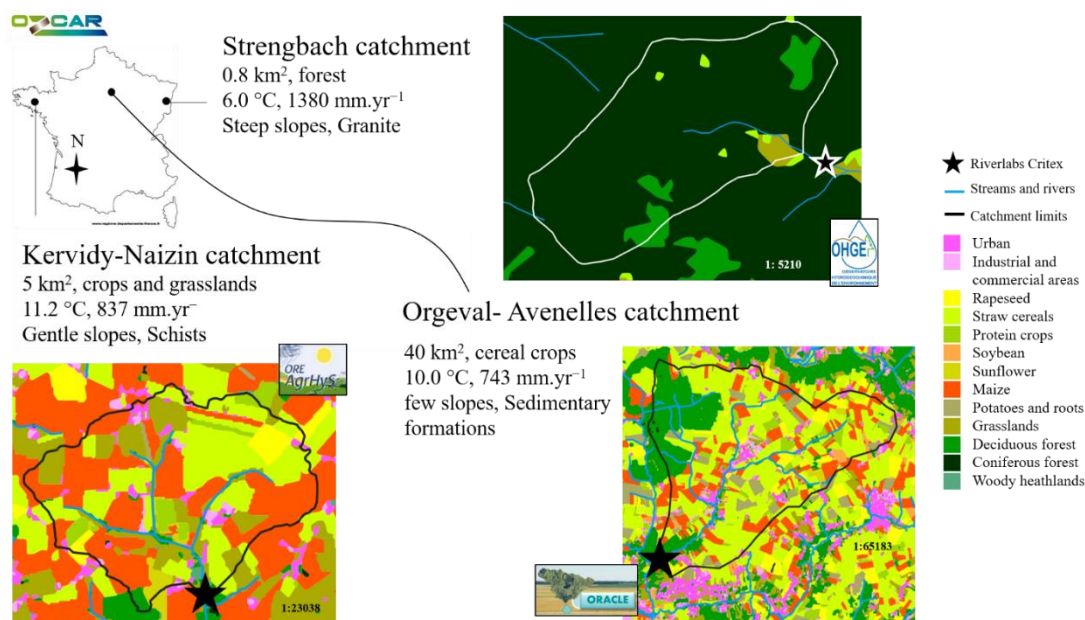 OZCAR
Strengbach catchment
0.8 km², forest
6.0 °C, 1380 mm.yr⁻¹
Steep slopes, Granite
N
Kervidy-Naizin catchment
5 km², crops and grasslands
11.2 °C, 837 mm.yr⁻
Gentle slopes, Schists
ORE
AgrHyS
1:23038
OHGE
1: 5210
Orgeval- Avenelles catchment
40 km², cereal crops
10.0 °C, 743 mm.yr⁻¹
few slopes, Sedimentary
formations
ORACLE
1:65183
Riverlabs Critex
Streams and rivers
Catchment limits
Urban
Industrial and
commercial areas
Rapeseed
Straw cereals
Protein crops
Soybean
Sunflower
Maize
Potatoes and roots
Grasslands
Deciduous forest
Coniferous forest
Woody heathlands